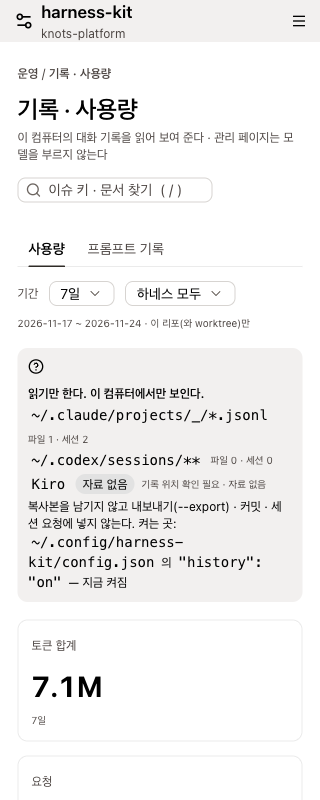 harness-kit
knots-platform
운영 / 기록 · 사용량
기록 · 사용량
이 컴퓨터의 대화 기록을 읽어 보여 준다 · 관리 페이지는 모
델을 부르지 않는다
이슈 키 · 문서 찾기 ( / )
사용량 프롬프트 기록
기간 7일 하네스 모두
2026-11-17 ~ 2026-11-24 · 이 리포(와 worktree)만
읽기만 한다. 이 컴퓨터에서만 보인다.
~/.claude/projects/_/*.jsonl
파일 1 · 세션 2
~/.codex/sessions/** 파일 0 · 세션 0
Kiro 자료 없음 기록 위치 확인 필요 · 자료 없음
복사본을 남기지 않고 내보내기(--export) · 커밋 · 세
션 요청에 넣지 않는다. 켜는 곳:
~/.config/harness-
kit/config.json 의 "history":
"on" — 지금 켜짐
토큰 합계
7.1M
7일
요청